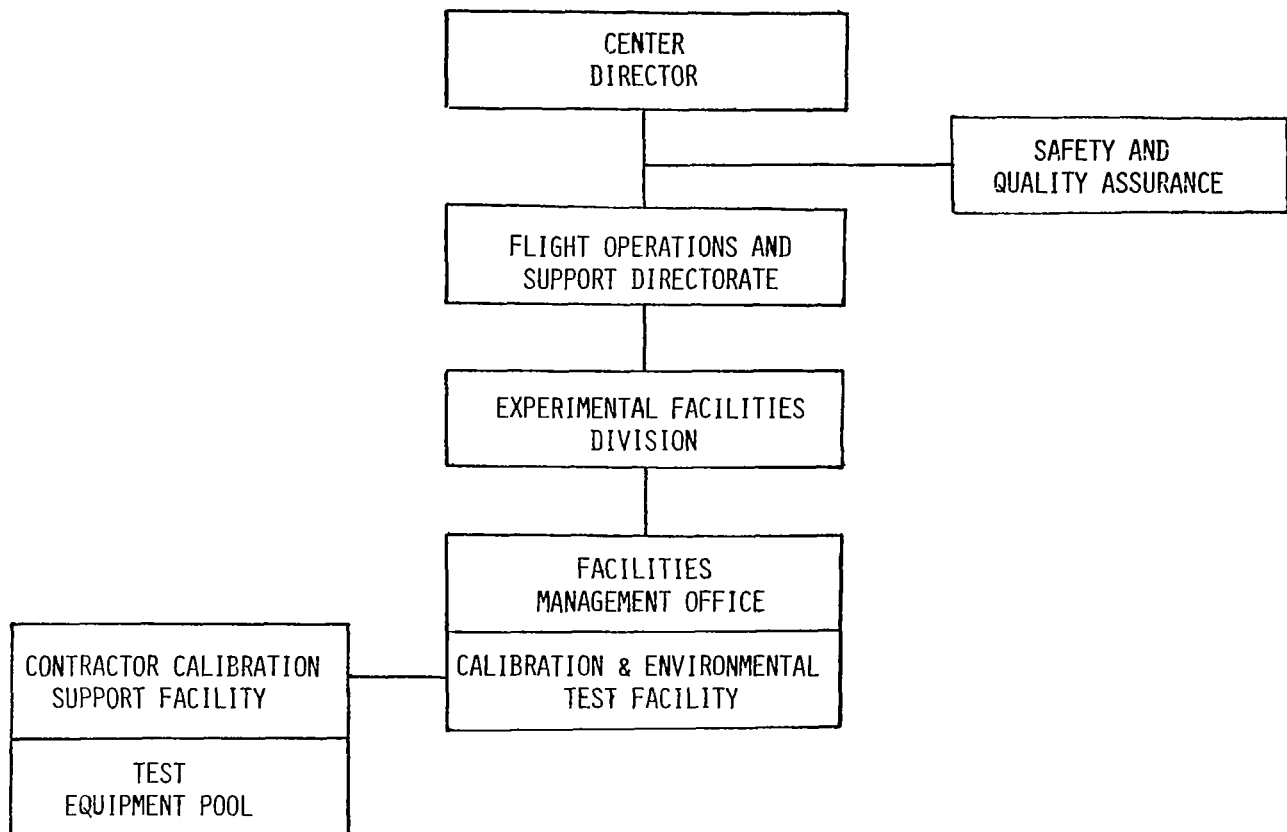 CENTER
DIRECTOR
SAFETY AND
QUALITY ASSURANCE
FLIGHT OPERATIONS AND
SUPPORT DIRECTORATE
EXPERIMENTAL FACILITIES
DIVISION
FACILITIES
MANAGEMENT OFFICE
CONTRACTOR CALIBRATION
SUPPORT FACILITY
CALIBRATION & ENVIRONMENTAL
TEST FACILITY
TEST
EQUIPMENT POOL